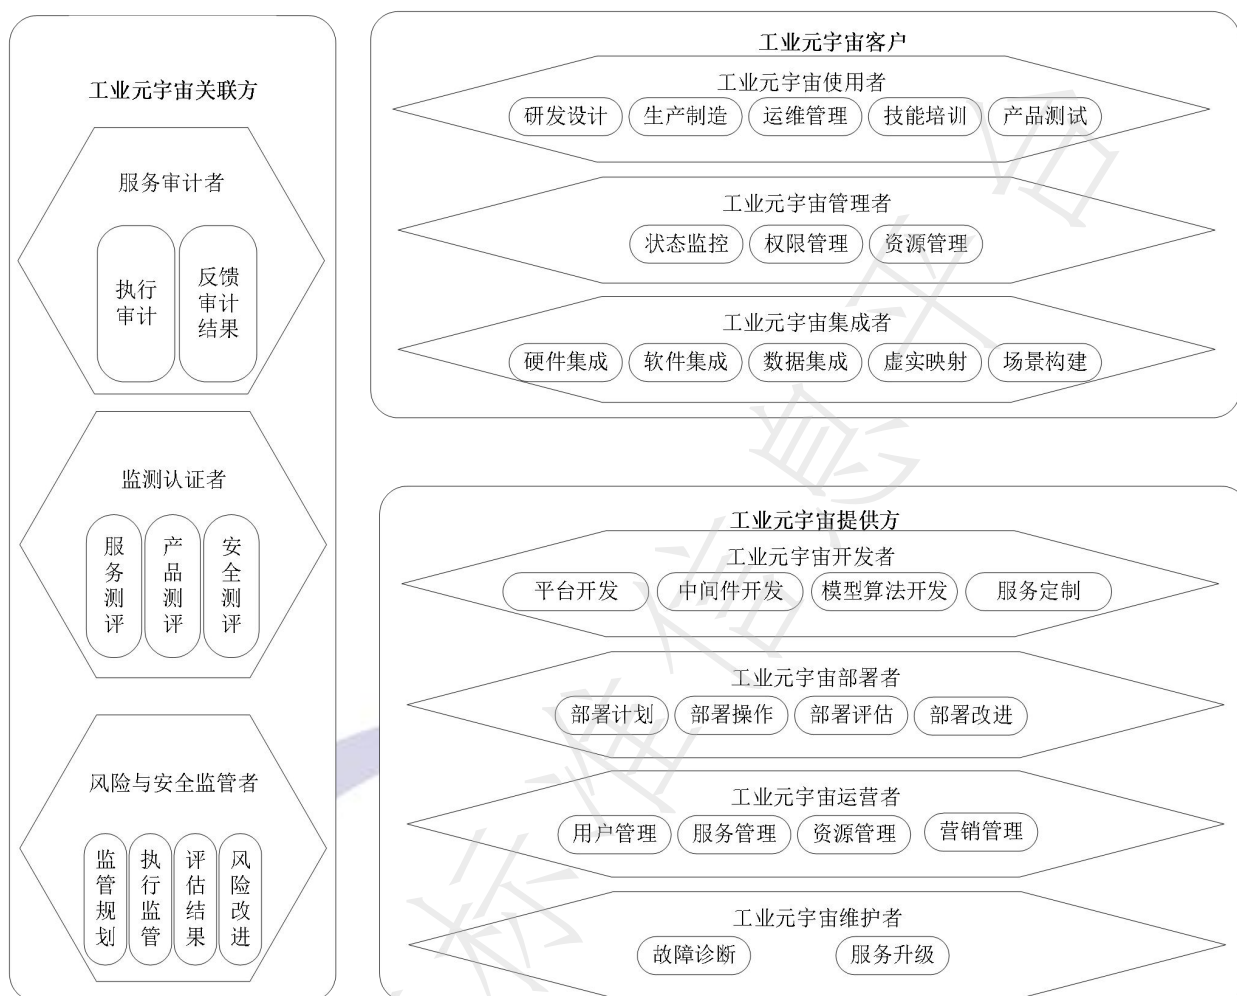 工业元宇宙关联方
服务审计者
执行
审计
反馈
审计
结果
监测认证者
服务测评
产品测评
安全测评
风险与安全监管者
监管规划
执行监管
评估结果
风险改进
工业元宇宙客户
工业元宇宙使用者
研发设计 生产制造 运维管理 技能培训 产品测试
工业元宇宙管理者
状态监控 权限管理 资源管理
工业元宇宙集成者
硬件集成 软件集成 数据集成 虚实映射 场景构建
工业元宇宙提供方
工业元宇宙开发者
平台开发 中间件开发 模型算法开发 服务定制
工业元宇宙部署者
部署计划 部署操作 部署评估 部署改进
工业元宇宙运营者
用户管理 服务管理 资源管理 营销管理
工业元宇宙维护者
故障诊断 服务升级
标准信息平台